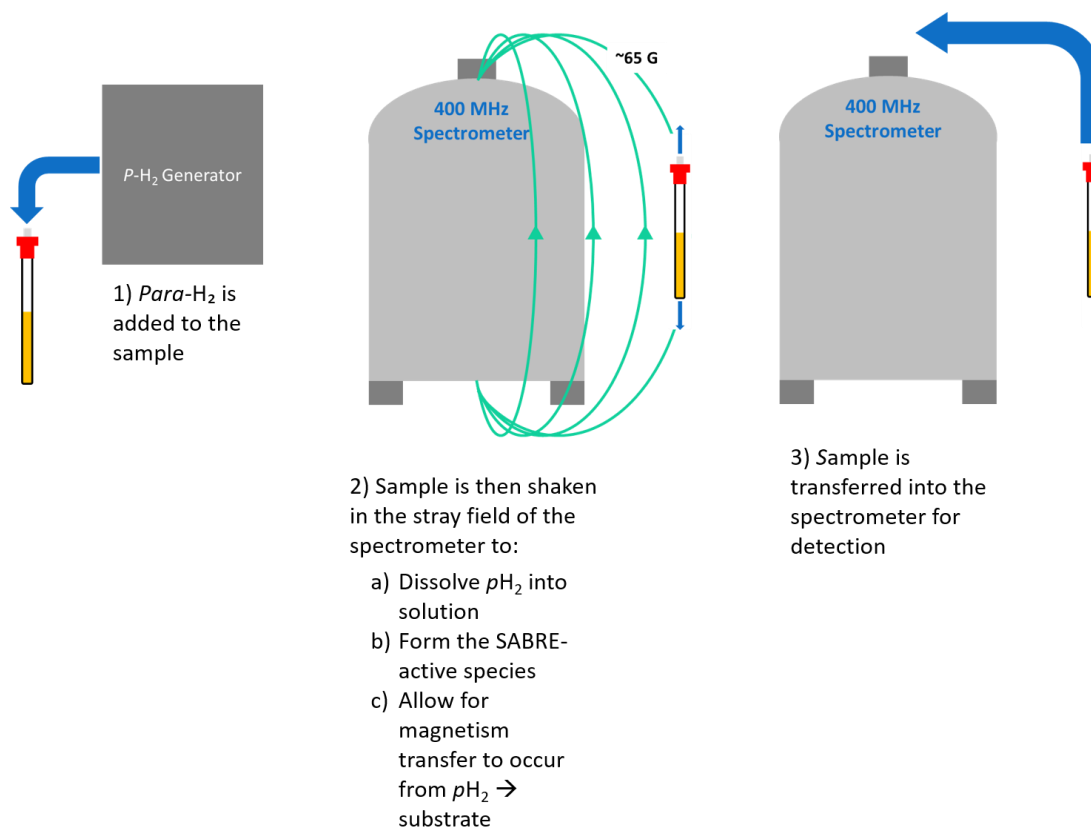 P-H₂ Generator
1) Para-H₂ is
added to the
sample
~65 G
400 MHz
Spectrometer
2) Sample is then shaken
in the stray field of the
spectrometer to:
a) Dissolve pH₂ into
solution
b) Form the SABRE-
active species
c) Allow for
magnetism
transfer to occur
from pH₂ →
substrate
400 MHz
Spectrometer
3) Sample is
transferred into the
spectrometer for
detection